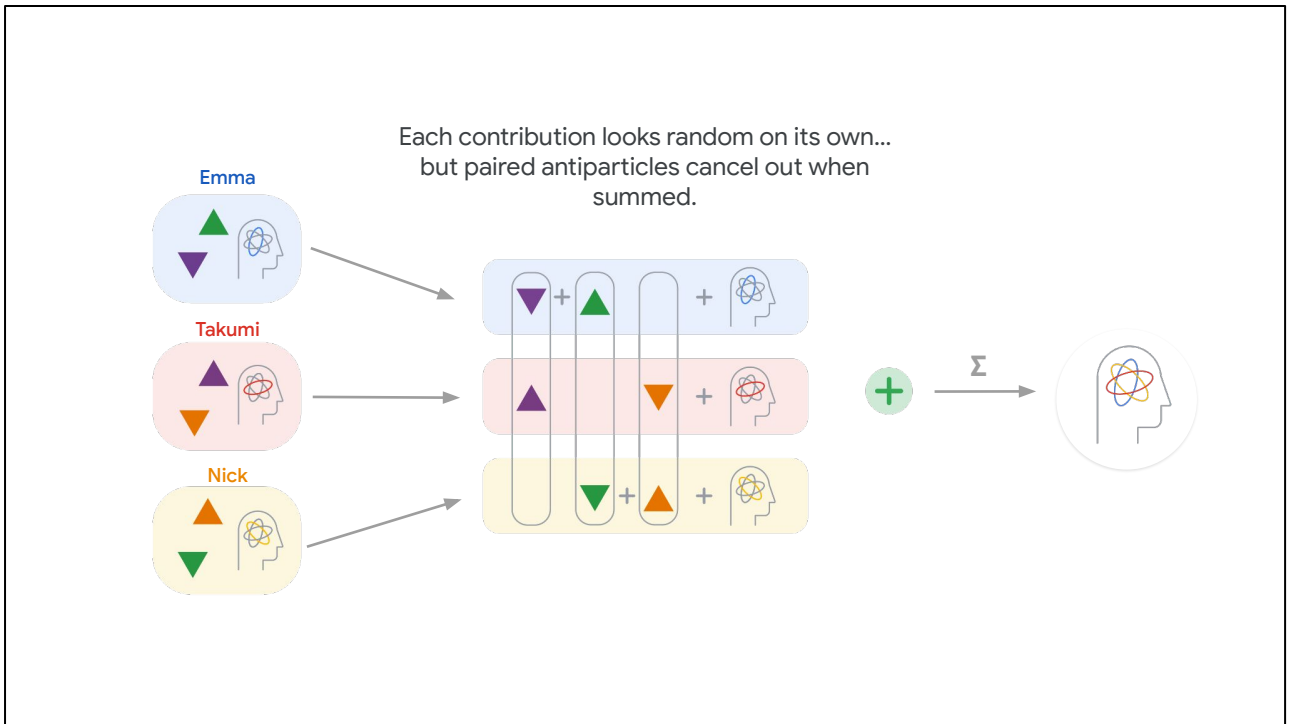 Each contribution looks random on its own...
but paired antiparticles cancel out when
summed.
Emma
Takumi
Nick
+ +
+
+ +
+
Σ